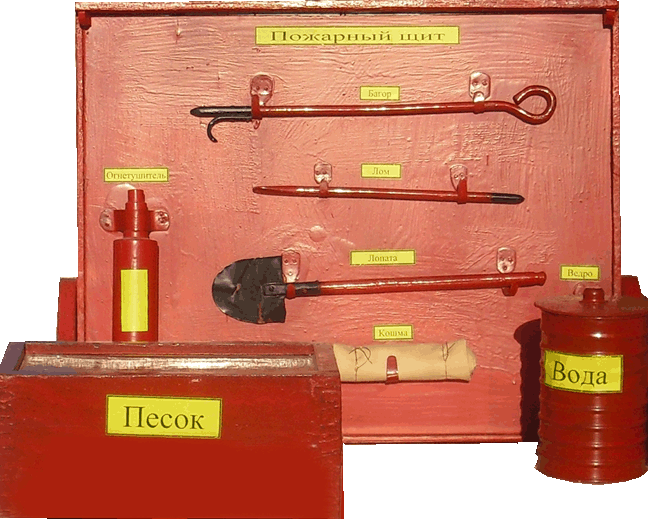 Пожарный щит
Багор
Лом
Огнетушитель
Лопата
Ведро
Кошма
Вода
Песок